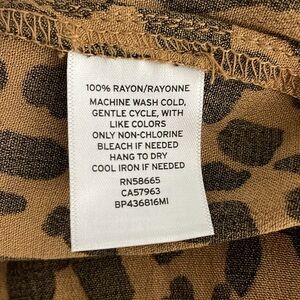 100% RAYON/RAYONNE
MACHINE WASH COLD,
GENTLE CYCLE, WITH
LIKE COLORS
ONLY NON-CHLORINE
BLEACH IF NEEDED
HANG TO DRY
COOL IRON IF NEEDED
RN58665
CA57963
BP436816MI